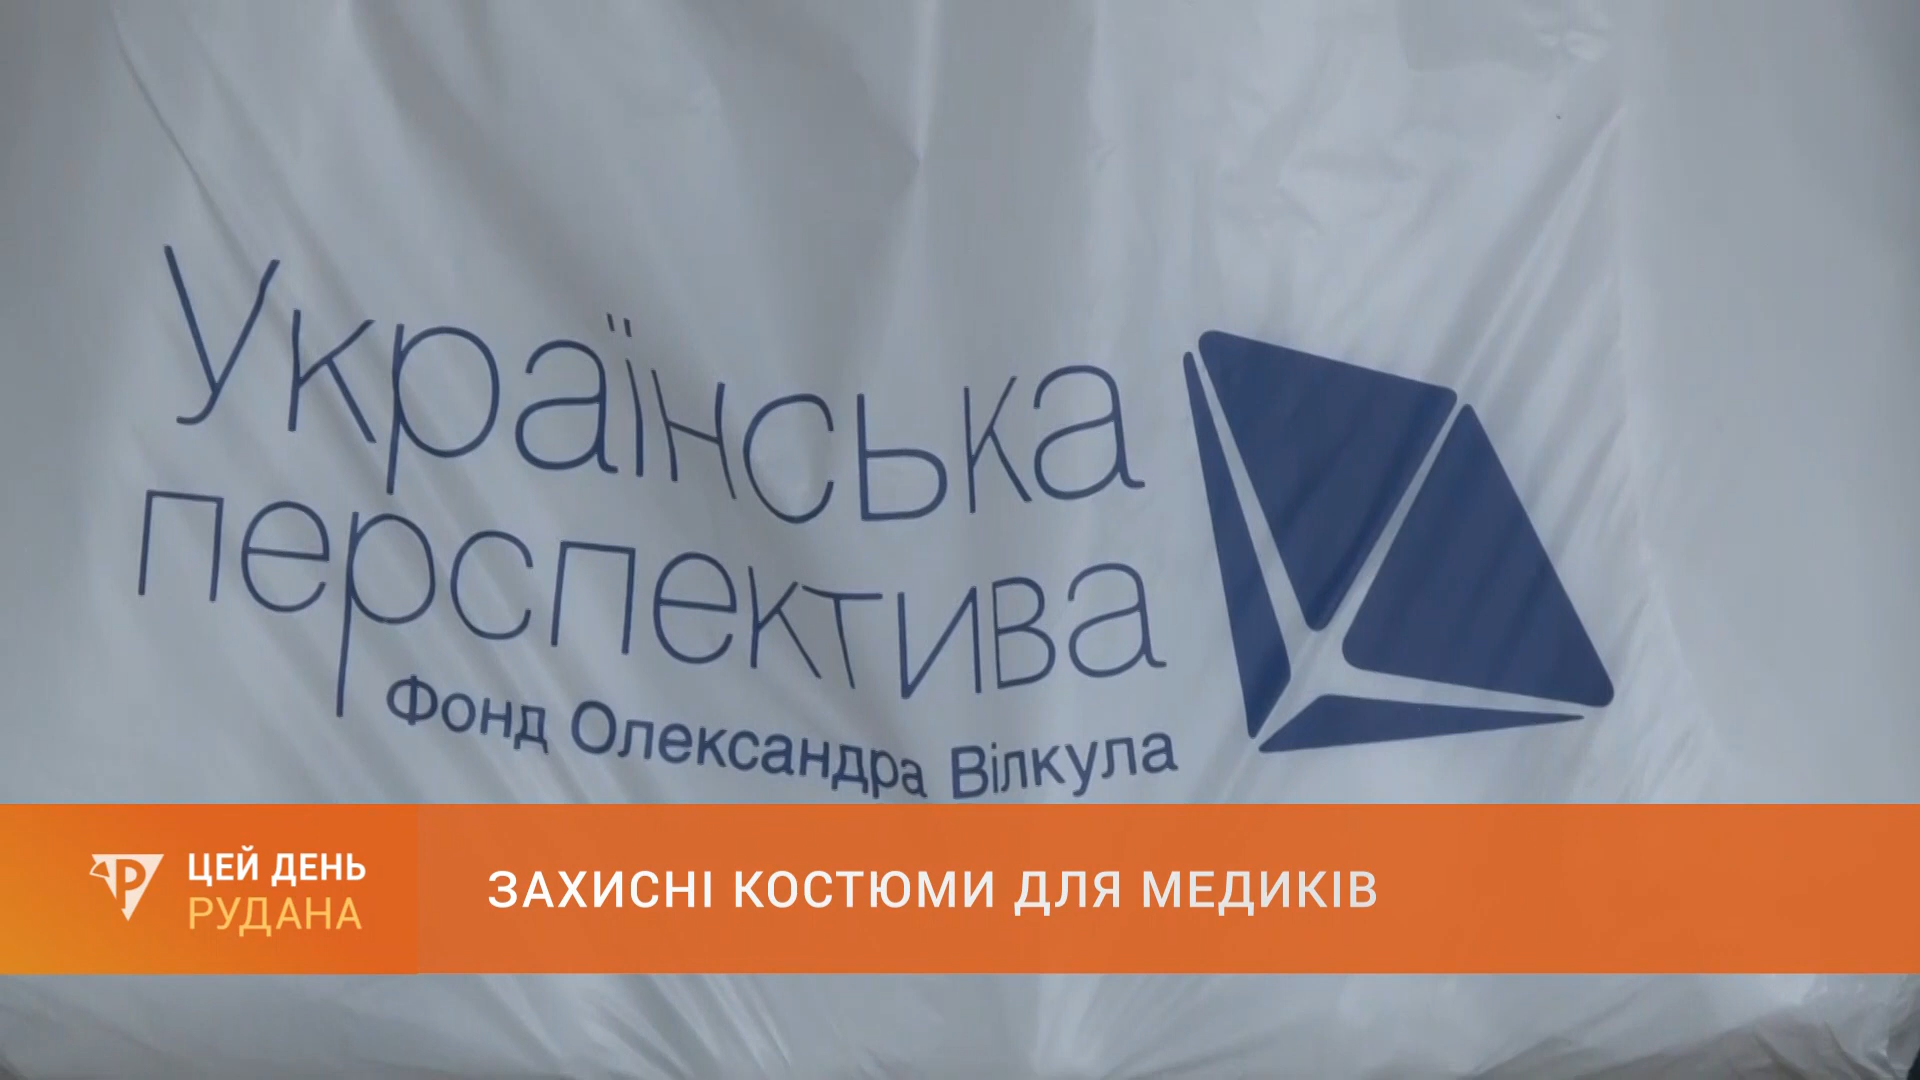 Українська
перспектива
Фонд Олександра Вілкула
ЦЕЙ ДЕНЬ
РУДАНА
ЗАХИСНІ КОСТЮМИ ДЛЯ МЕДИКІВ